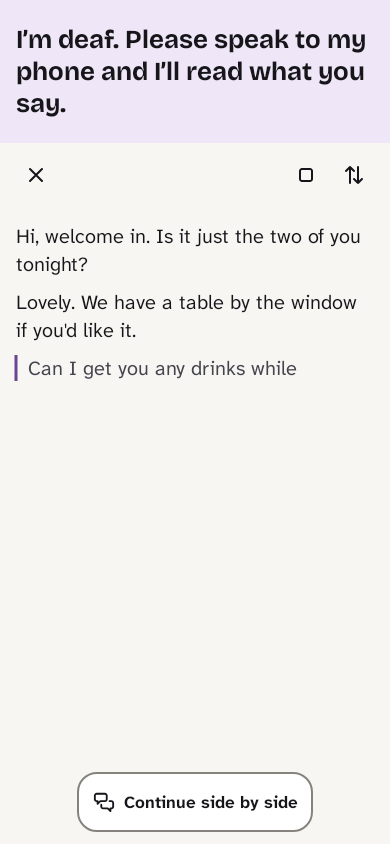 I'm deaf. Please speak to my
phone and I'll read what you
say.
Hi, welcome in. Is it just the two of you
tonight?
Lovely. We have a table by the window
if you'd like it.
Can I get you any drinks while
Continue side by side